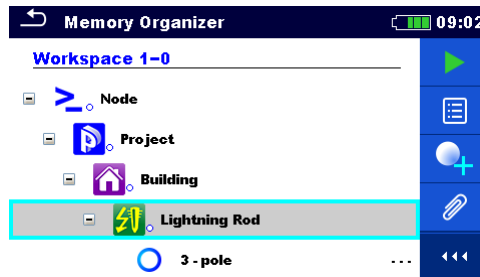 Memory Organizer 09:02
Workspace 1-0
Node
Project
Building
Lightning Rod
3 - pole ...